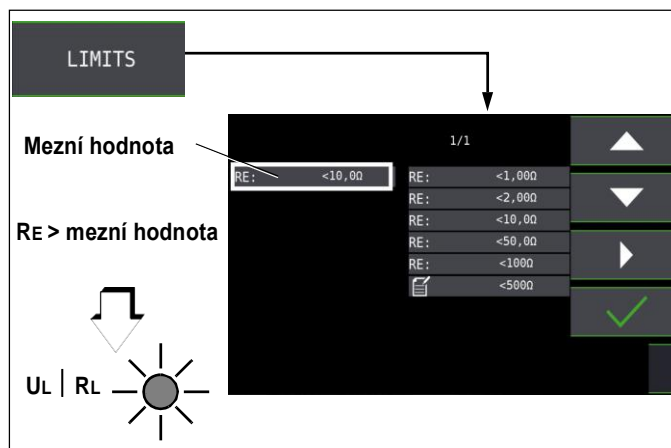 LIMITS
Mezní hodnota
RE > mezní hodnota
UL | RL
1/1
RE: <10,0Ω
RE: <1,00Ω
RE: <2,00Ω
RE: <10,0Ω
RE: <50,0Ω
RE: <100Ω
<500Ω